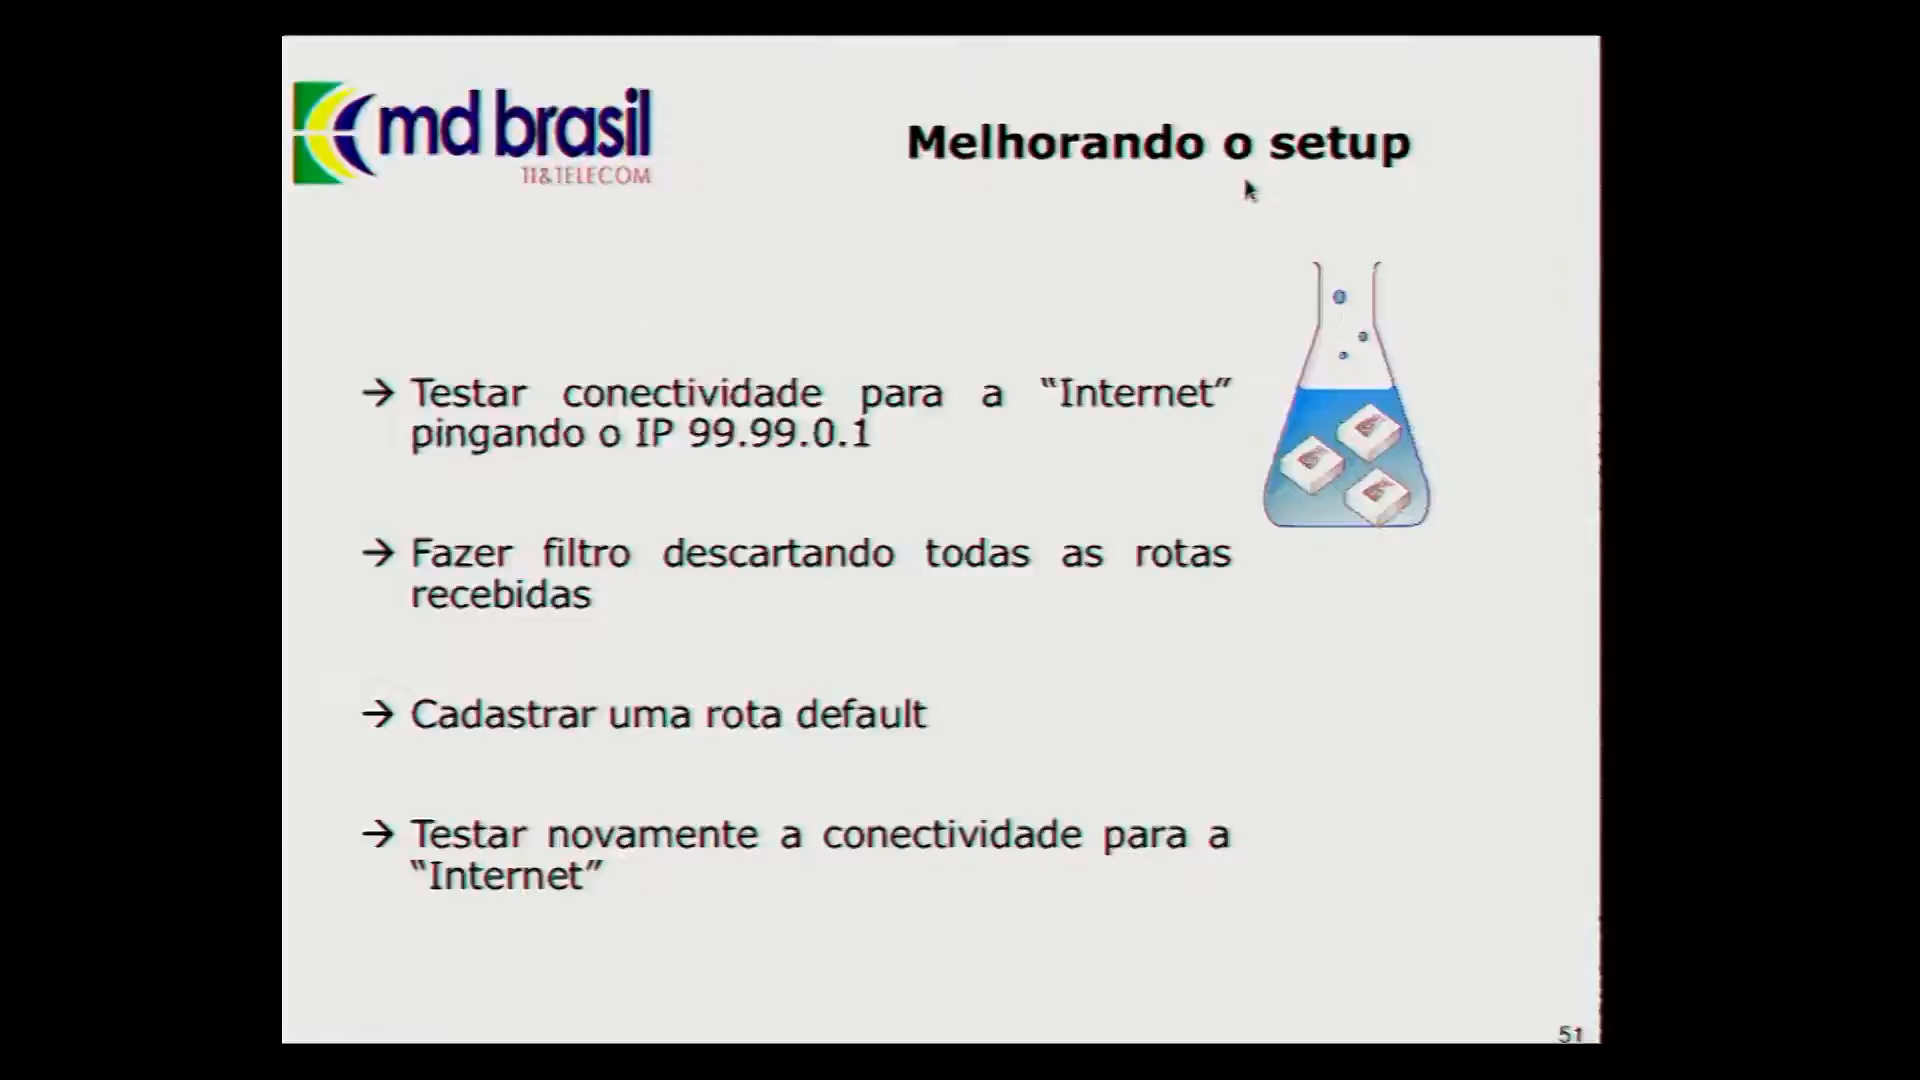 md brasil
TI&TELECOM
Melhorando o setup
→ Testar conectividade para a “Internet”
pingando o IP 99.99.0.1
→ Fazer filtro descartando todas as rotas
recebidas
→ Cadastrar uma rota default
→ Testar novamente a conectividade para a
“Internet”
51